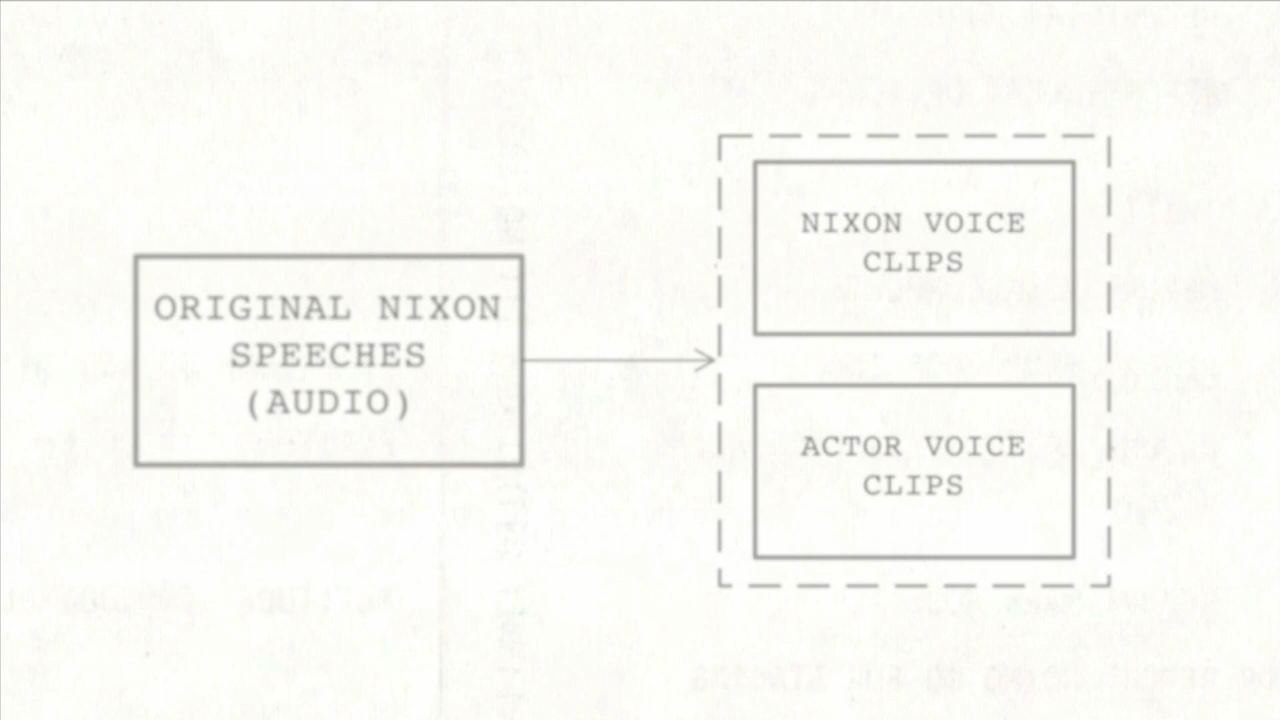 ORIGINAL NIXON
SPEECHES
(AUDIO)
NIXON VOICE
CLIPS
ACTOR VOICE
CLIPS